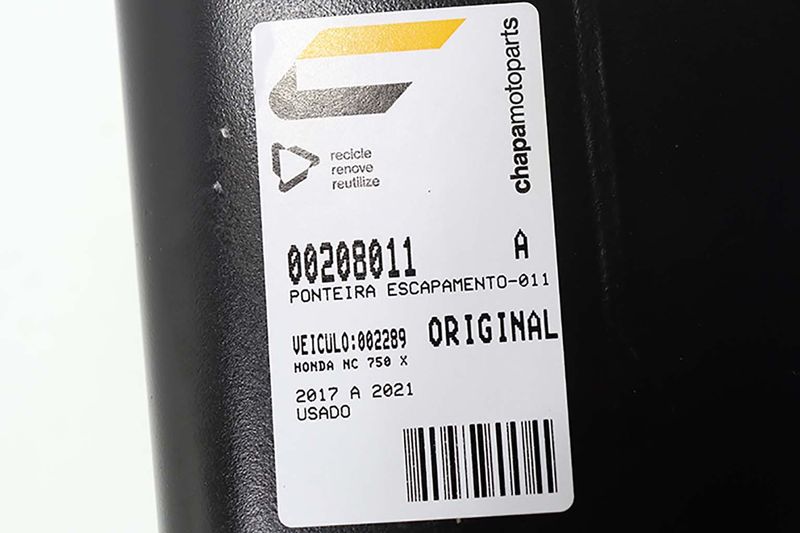 chapamotoparts
recicle
renove
reutilize
00208011 A
PONTEIRA ESCAPAMENTO-011
VEICULO:002289 ORIGINAL
HONDA NC 750 X
2017 A 2021
USADO